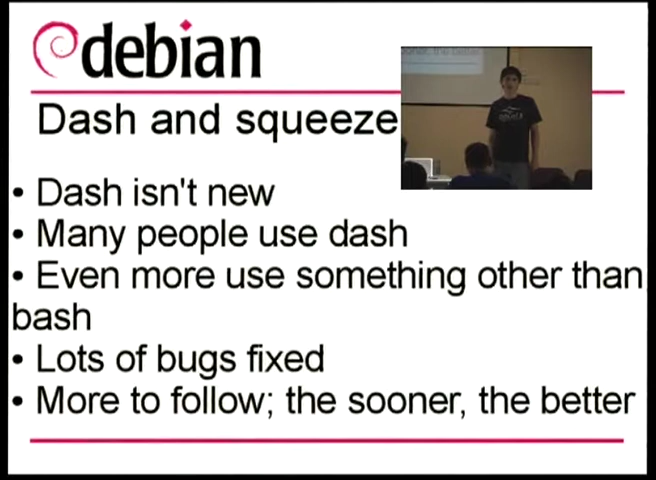 debian
Dash and squeeze
• Dash isn't new
• Many people use dash
• Even more use something other than
bash
• Lots of bugs fixed
• More to follow; the sooner, the better